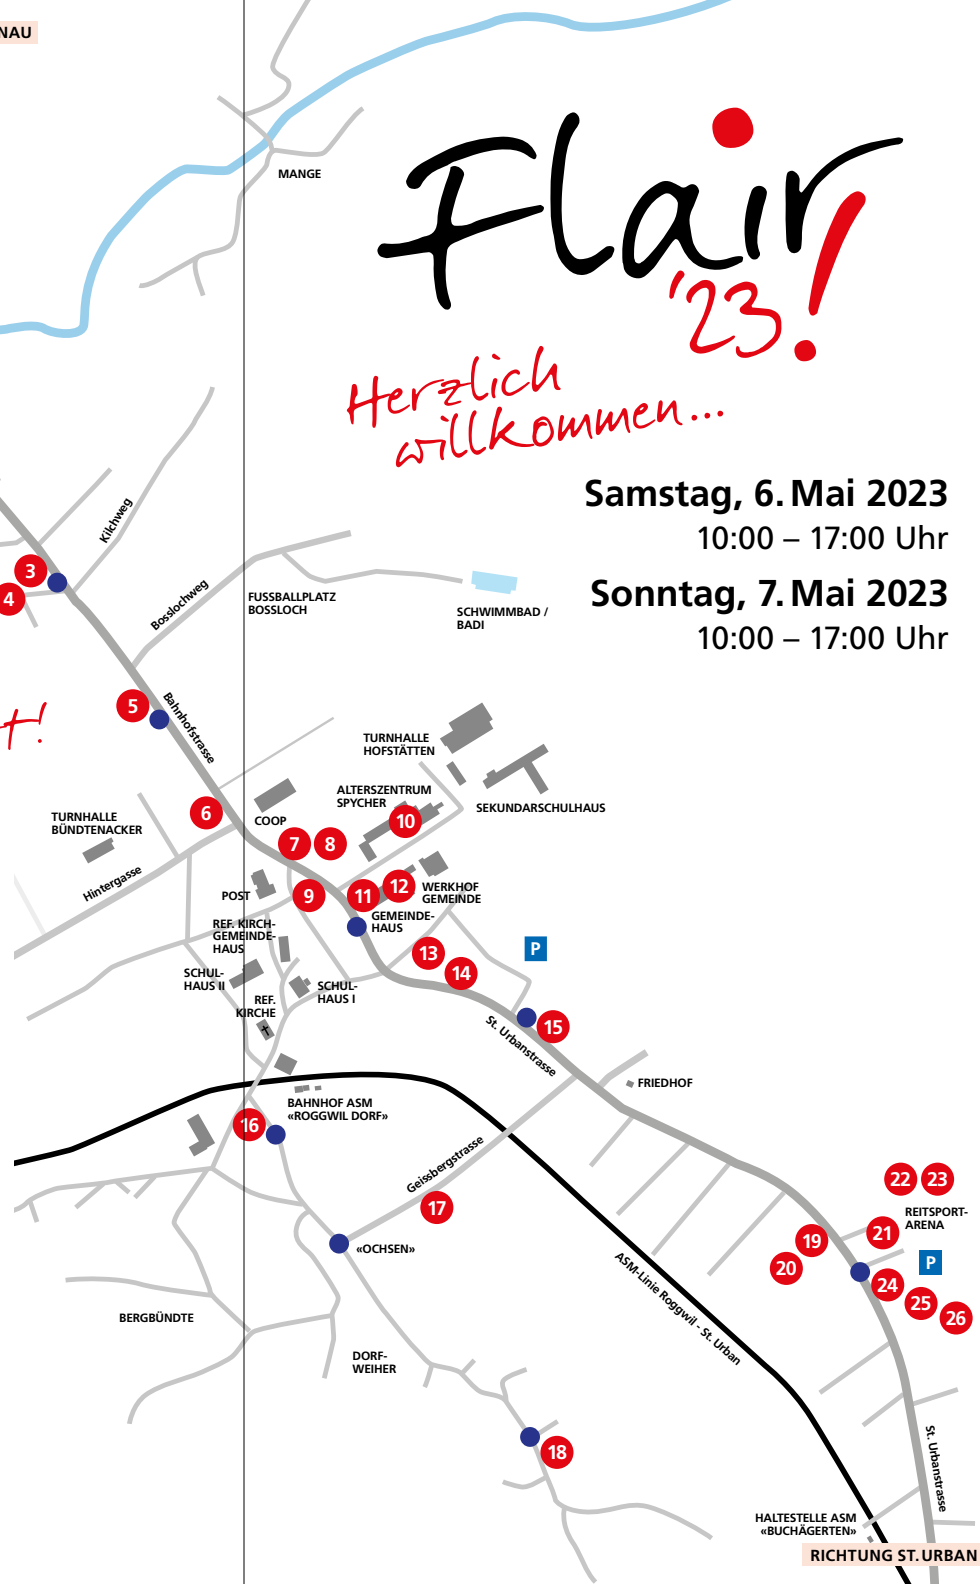 NAU
MANGE
Flair!
'23
Herzlich
willkommen...
Samstag, 6. Mai 2023
10:00 – 17:00 Uhr
Sonntag, 7. Mai 2023
10:00 – 17:00 Uhr
Kilchweg
3
4
Bosslochweg
FUSSBALLPLATZ
BOSSLOCH
SCHWIMMBAD /
BADI
5
Bahnhofstrasse
t!
TURNHALLE
HOFSTÄTTEN
ALTERSZENTRUM
SPYCHER
SEKUNDARSCHULHAUS
6
COOP
10
TURNHALLE
BÜNDTENACKER
7
8
Hintergasse
POST
9
11
12
WERKHOF
GEMEINDE
GEMEINDE-
HAUS
REF. KIRCH-
GEMEINDE-
HAUS
13
P
14
SCHUL-
HAUS II
SCHUL-
HAUS I
REF.
KIRCHE
15
St. Urbanstrasse
FRIEDHOF
BAHNHOF ASM
«ROGGWIL DORF»
16
Geissbergstrasse
17
22
23
REITSPORT-
ARENA
21
19
20
P
«OCHSEN»
24
25
26
ASM-Linie Roggwil - St. Urban
BERGBÜNDTE
DORF-
WEIHER
18
St. Urbanstrasse
HALTESTELLE ASM
«BUCHÄGERTEN»
RICHTUNG ST. URBAN